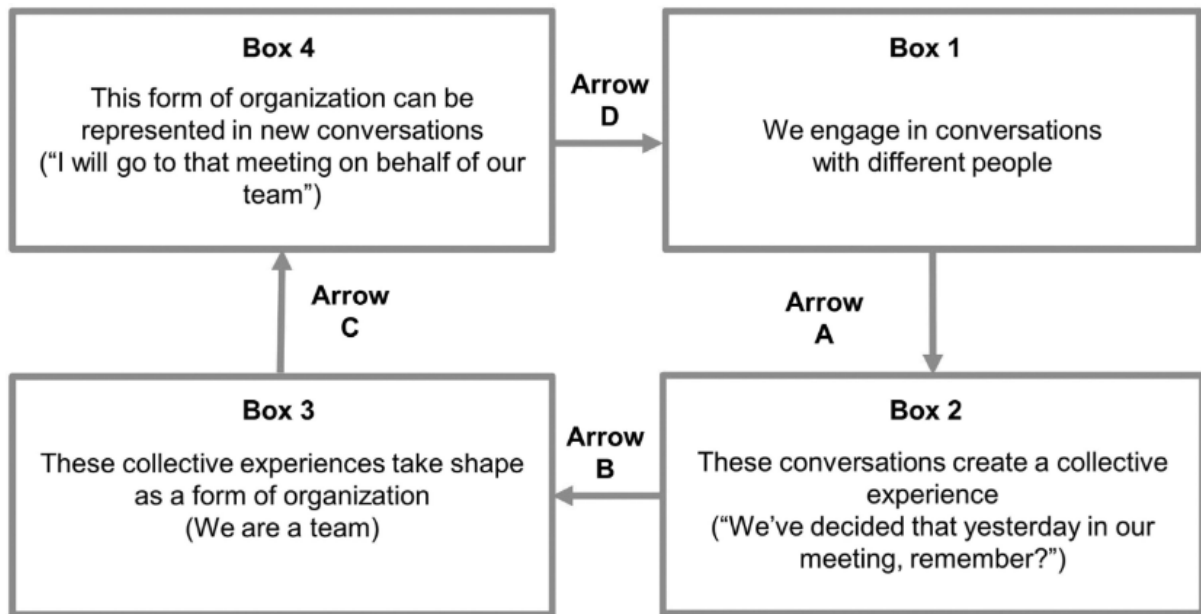 Box 4
This form of organization can be
represented in new conversations
(“I will go to that meeting on behalf of our
team”)
Arrow
D
Box 1
We engage in conversations
with different people
Arrow
A
Box 2
These conversations create a collective
experience
(“We’ve decided that yesterday in our
meeting, remember?”)
Arrow
B
Box 3
These collective experiences take shape
as a form of organization
(We are a team)
Arrow
C